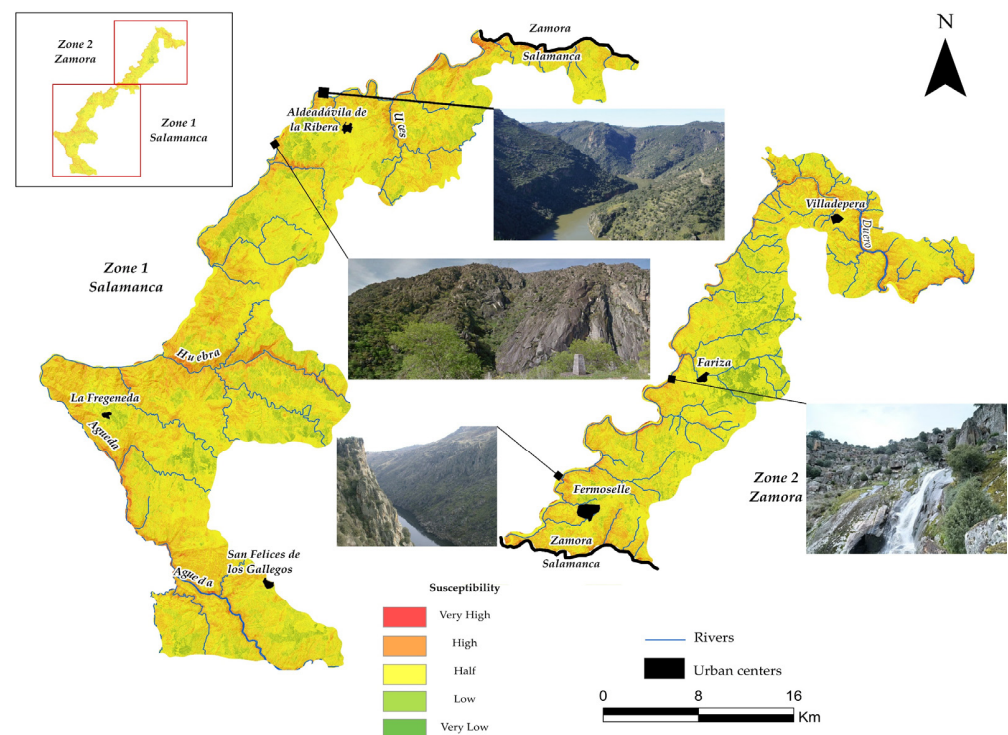 Zone 2
Zamora
Zone 1
Salamanca
Zamora
Salamanca
N
Aldeadávila de
la Ribera
Uces
Villadepera
Duero
Zone 1
Salamanca
Huebra
Fariza
La Fregeneda
Agueda
Zone 2
Zamora
Fermoselle
Zamora
Salamanca
San Felices de
los Gallegos
Agueda
Susceptibility
Very High
High
Half
Low
Very Low
Rivers
Urban centers
0 8 16
Km